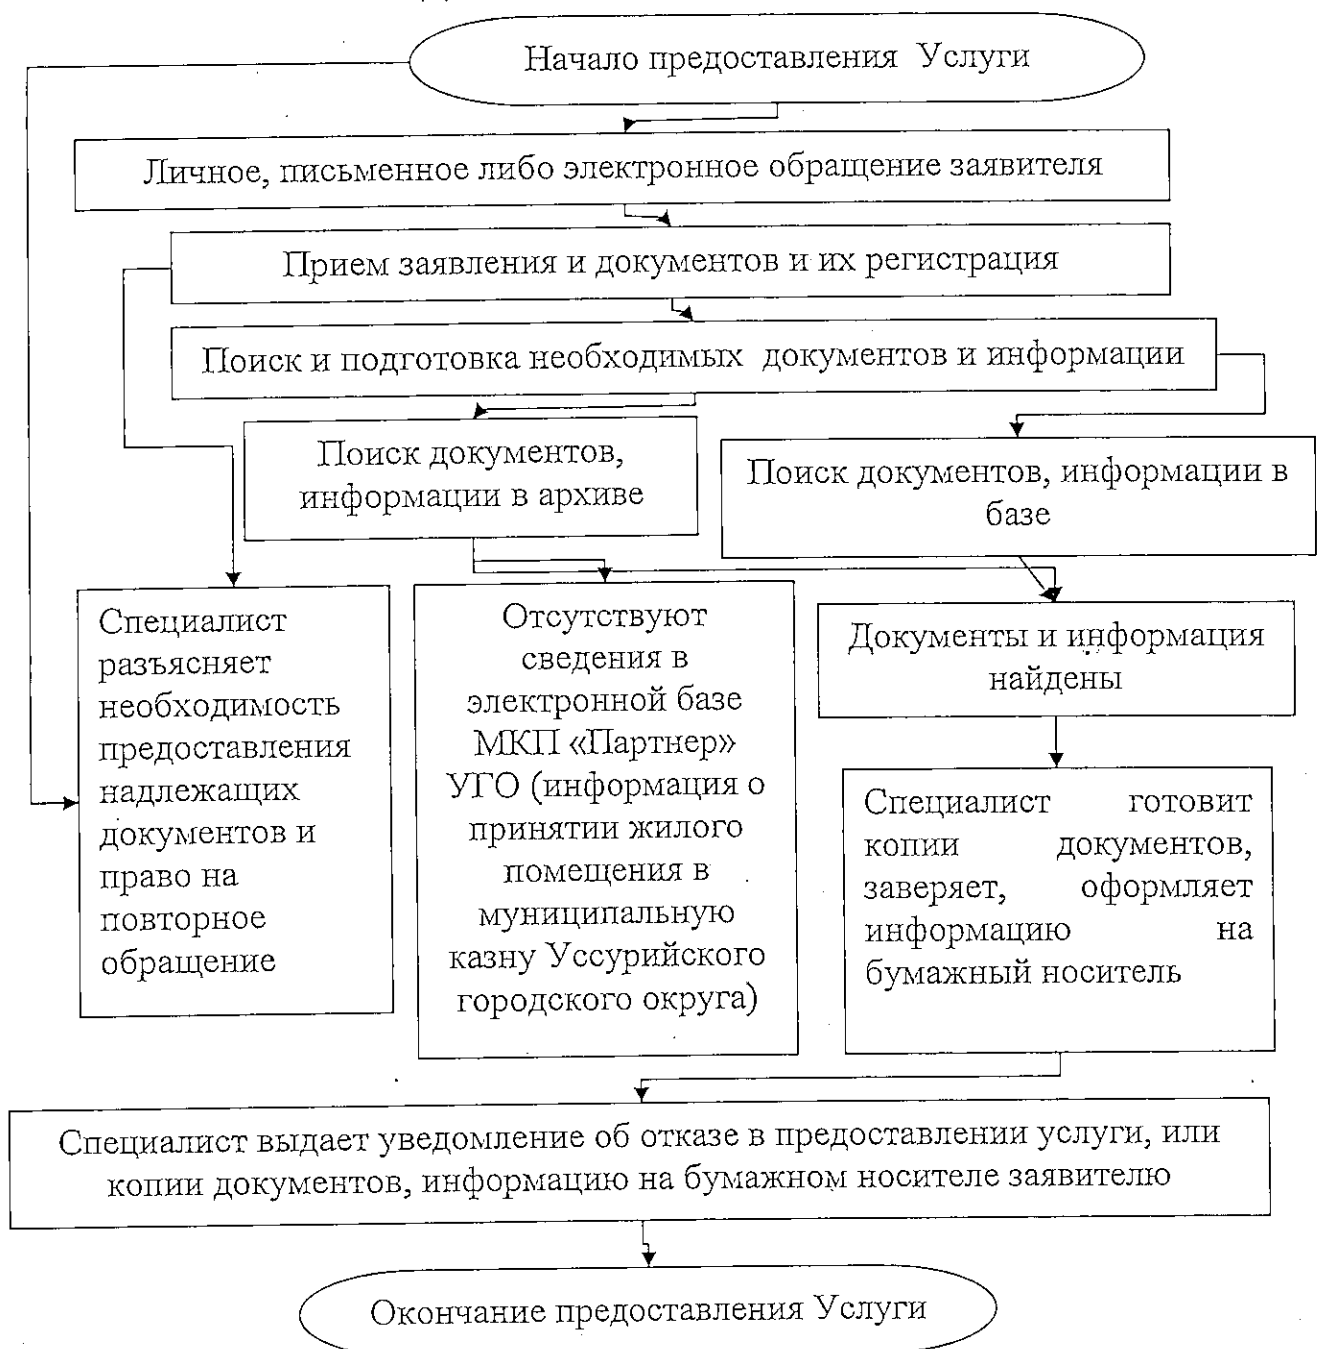 Начало предоставления Услуги
Личное, письменное либо электронное обращение заявителя
Прием заявления и документов и их регистрация
Поиск и подготовка необходимых документов и информации
Поиск документов,
информации в архиве
Поиск документов, информации в
базе
Специалист
разъясняет
необходимость
предоставления
надлежащих
документов и
право на
повторное
обращение
Отсутствуют
сведения в
электронной базе
МКП «Партнер»
УГО (информация о
принятии жилого
помещения в
муниципальную
казну Уссурийского
городского округа)
Документы и информация
найдены
Специалист готовит
копии документов,
заверяет, оформляет
информацию на
бумажный носитель
Специалист выдает уведомление об отказе в предоставлении услуги, или
копии документов, информацию на бумажном носителе заявителю
Окончание предоставления Услуги